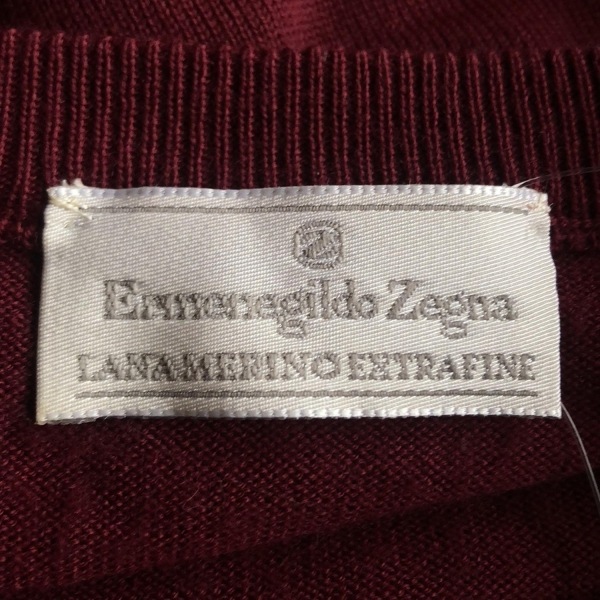 Ermenegildo Zegna
LANA MERINO EXTRAFINE